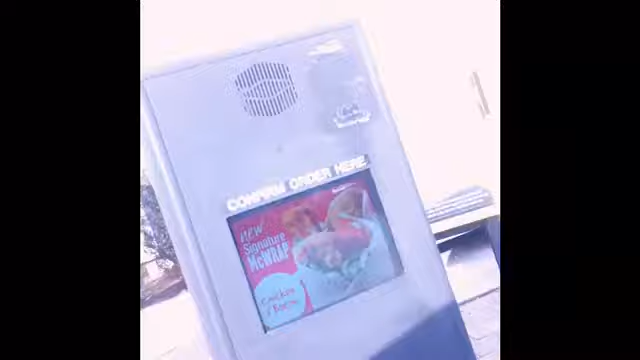 CONFIRM ORDER HERE
NEW
Signature
McWRAP
Chicken
& Bacon